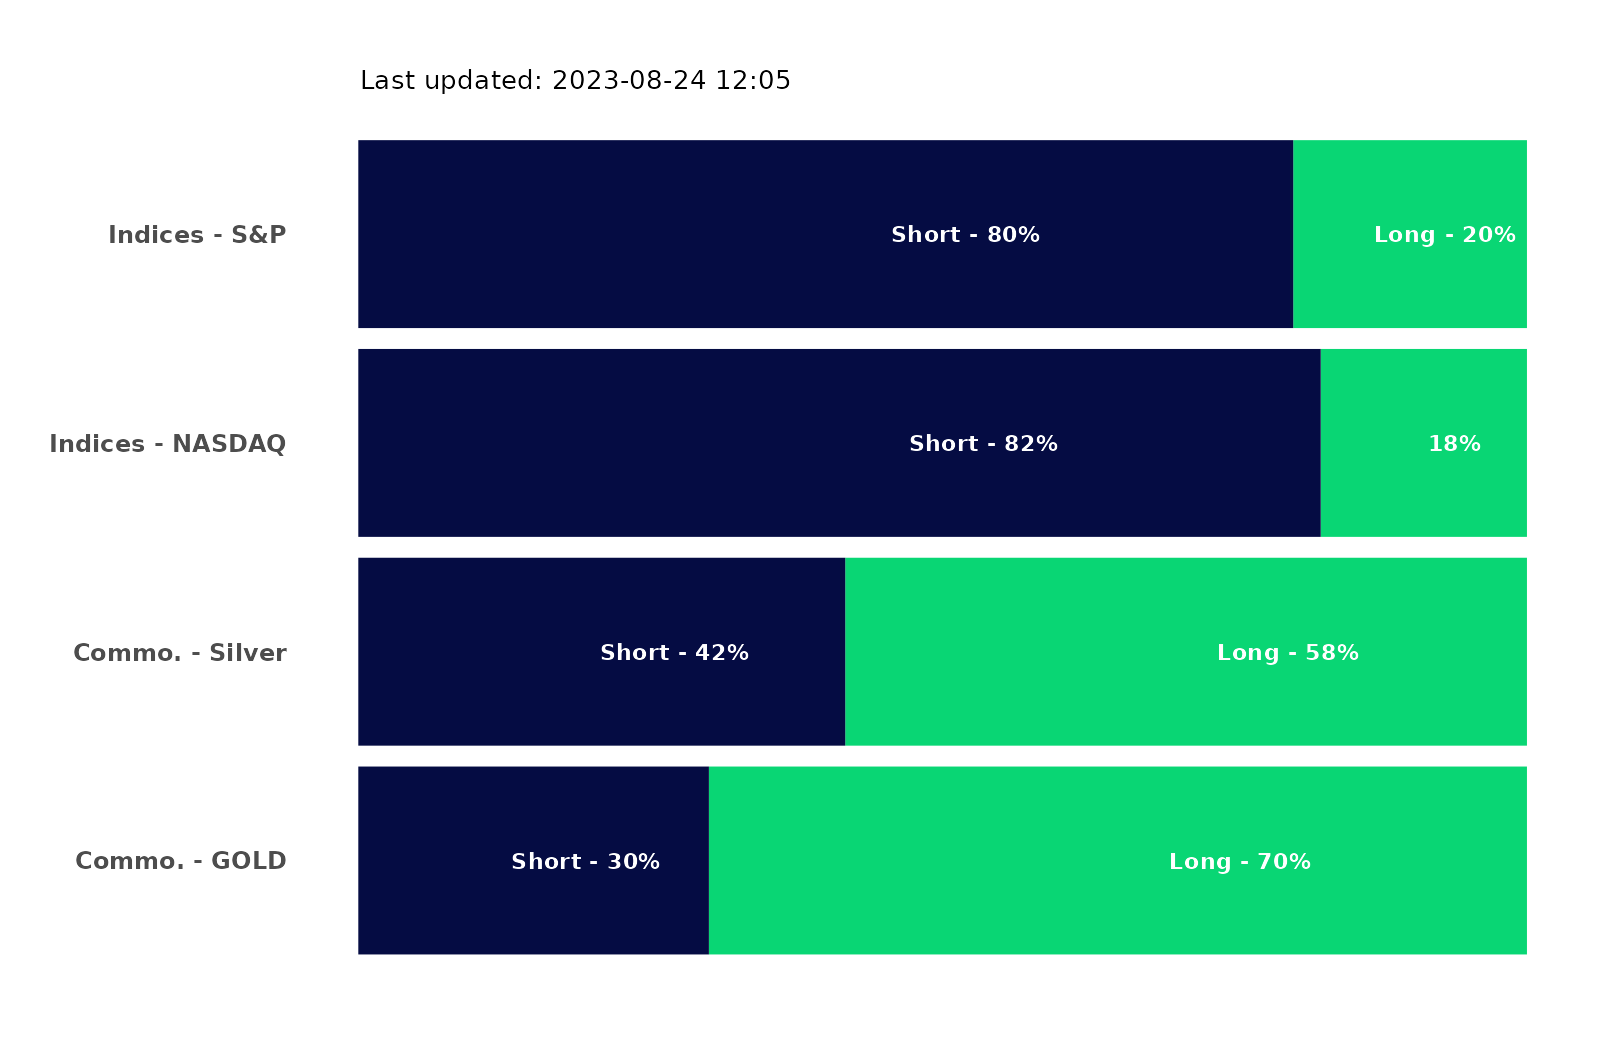 Last updated: 2023-08-24 12:05
Indices - S&P
Short - 80%
Long - 20%
Indices - NASDAQ
Short - 82%
18%
Commo. - Silver
Short - 42%
Long - 58%
Commo. - GOLD
Short - 30%
Long - 70%